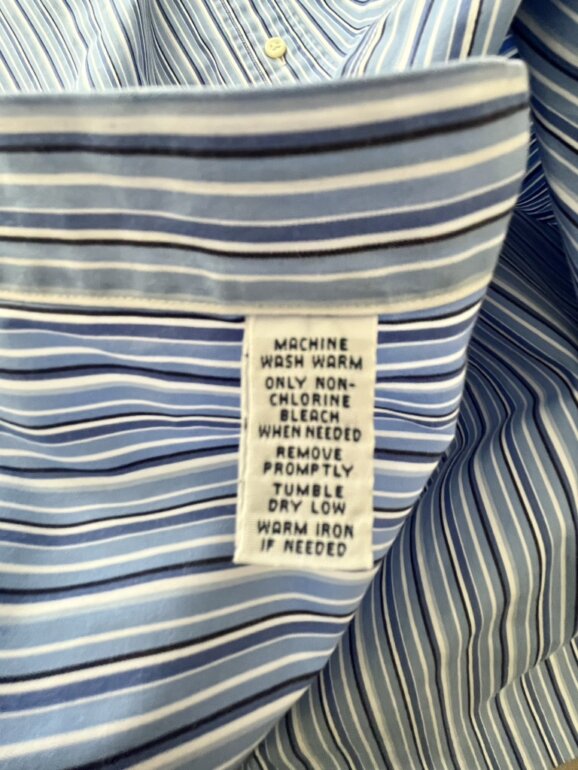 MACHINE
WASH WARM
ONLY NON-
CHLORINE
BLEACH
WHEN NEEDED
REMOVE
PROMPTLY
TUMBLE
DRY LOW
WARM IRON
IF NEEDED